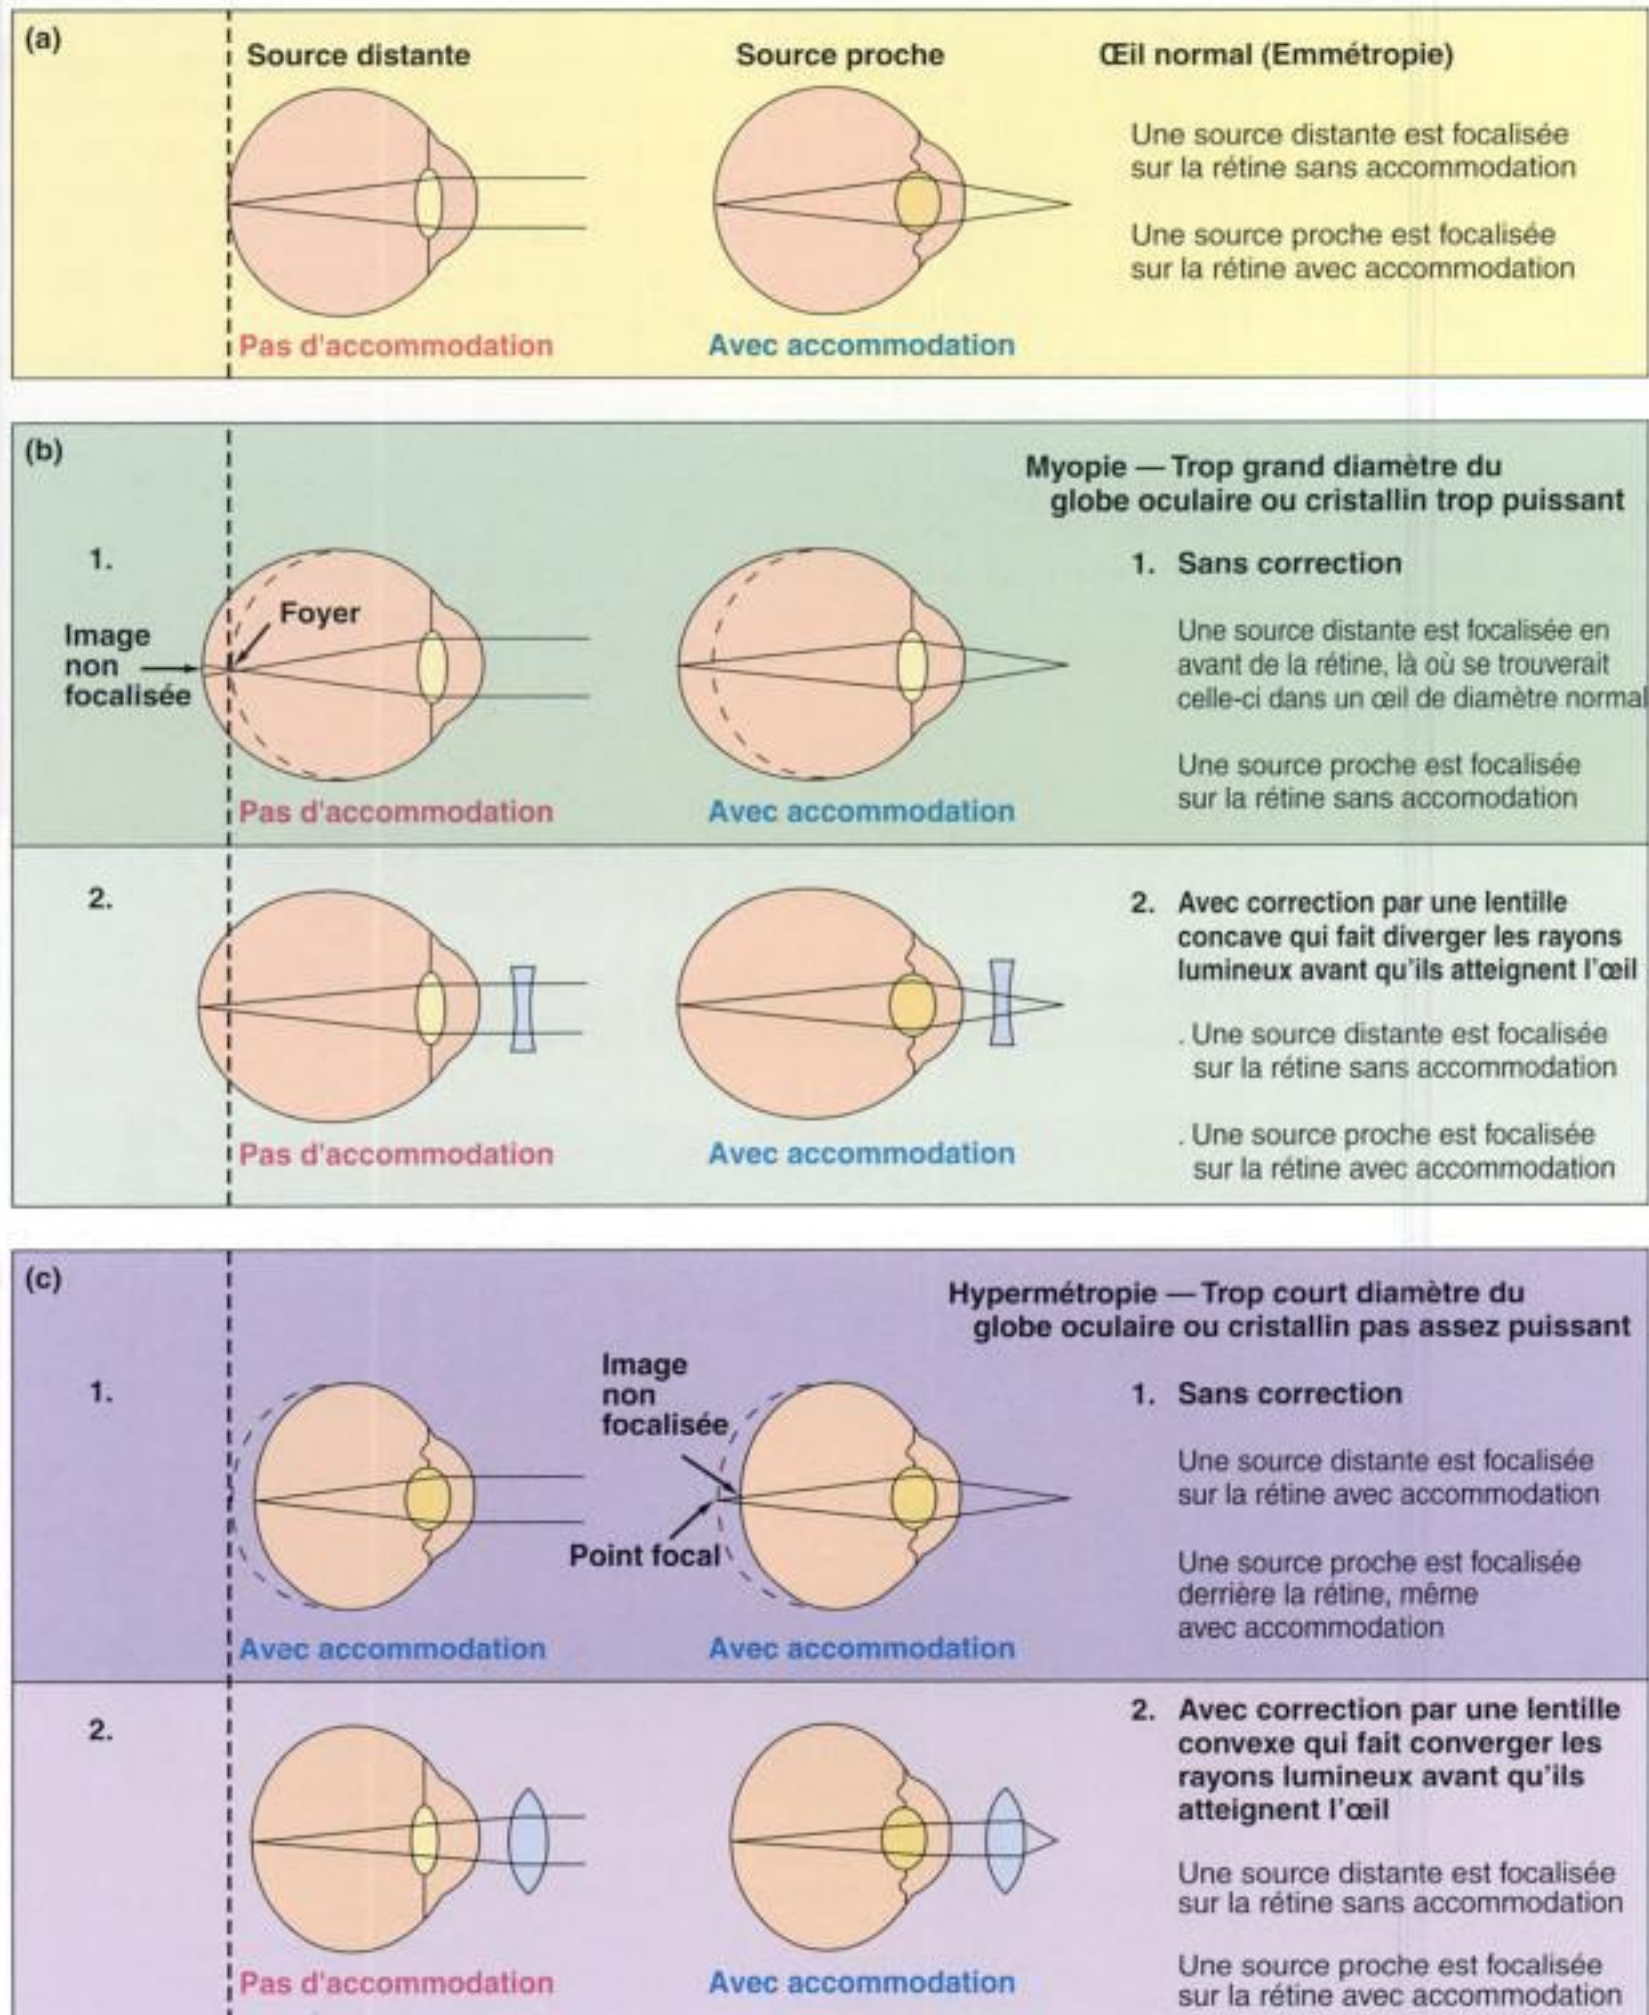 (a)
Source distante
Source proche
Œil normal (Emmétropie)
Une source distante est focalisée
sur la rétine sans accommodation
Une source proche est focalisée
sur la rétine avec accommodation
Pas d'accommodation
Avec accommodation
(b)
Myopie — Trop grand diamètre du
globe oculaire ou cristallin trop puissant
1.
Image
non
focalisée
Foyer
Pas d'accommodation
Avec accommodation
1. Sans correction
Une source distante est focalisée en
avant de la rétine, là où se trouverait
celle-ci dans un œil de diamètre normal
Une source proche est focalisée
sur la rétine sans accomodation
2.
Pas d'accommodation
Avec accommodation
2. Avec correction par une lentille
concave qui fait diverger les rayons
lumineux avant qu'ils atteignent l'œil
. Une source distante est focalisée
sur la rétine sans accommodation
. Une source proche est focalisée
sur la rétine avec accommodation
(c)
Hypermétropie — Trop court diamètre du
globe oculaire ou cristallin pas assez puissant
1.
Image
non
focalisée
Point focal
Avec accommodation
Avec accommodation
1. Sans correction
Une source distante est focalisée
sur la rétine avec accommodation
Une source proche est focalisée
derrière la rétine, même
avec accommodation
2.
Pas d'accommodation
Avec accommodation
2. Avec correction par une lentille
convexe qui fait converger les
rayons lumineux avant qu'ils
atteignent l'œil
Une source distante est focalisée
sur la rétine sans accommodation
Une source proche est focalisée
sur la rétine avec accommodation